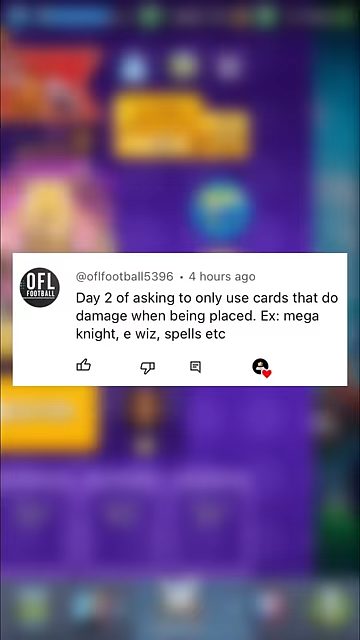 OFL
FOOTBALL
@oflfootball5396 • 4 hours ago
Day 2 of asking to only use cards that do
damage when being placed. Ex: mega
knight, e wiz, spells etc